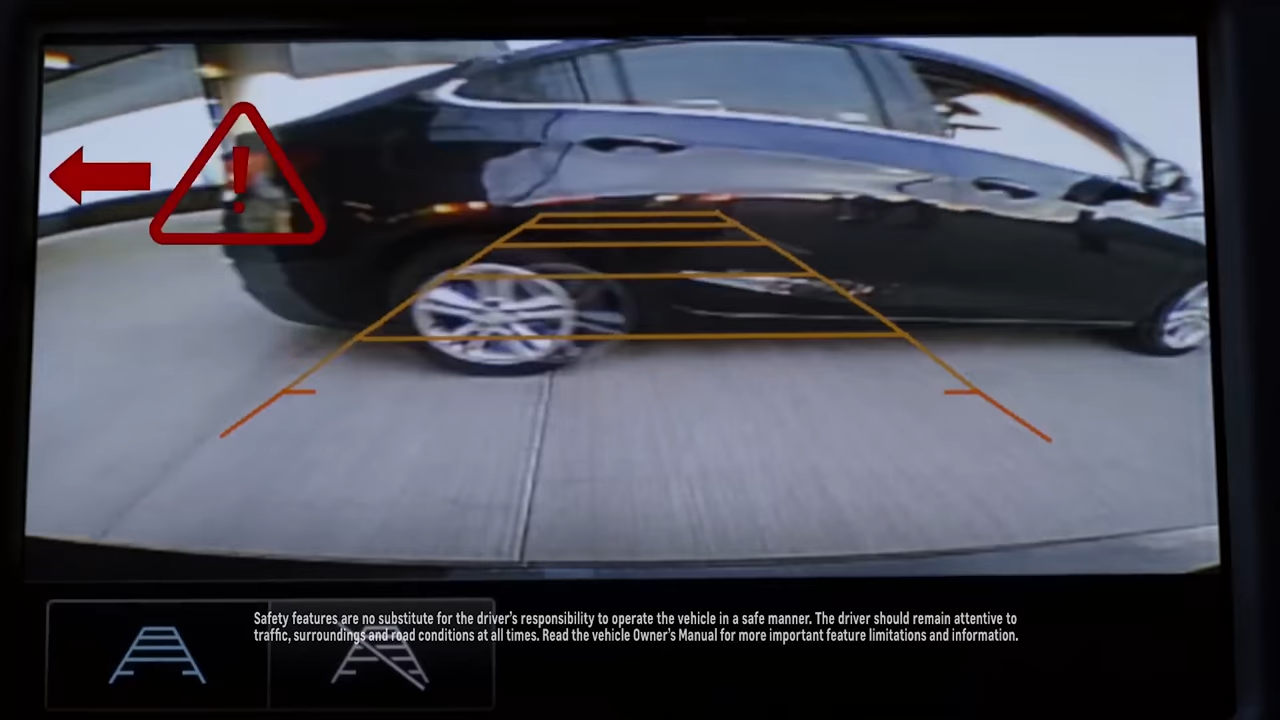 Safety features are no substitute for the driver's responsibility to operate the vehicle in a safe manner. The driver should remain attentive to
traffic, surroundings and road conditions at all times. Read the vehicle Owner's Manual for more important feature limitations and information.